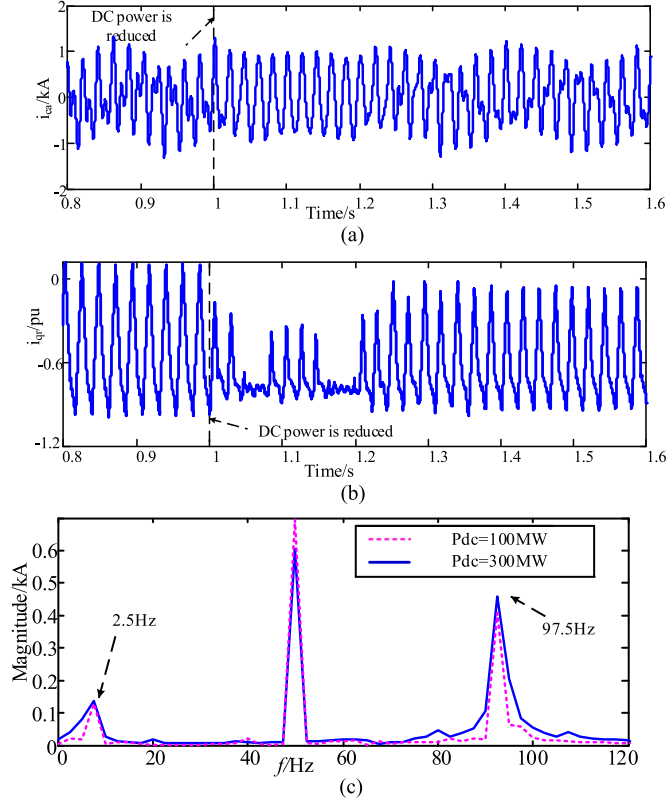 DC power is
reduced
2
1
0
-1
-2
i_ca/kA
0.8 0.9 1 1.1 1.2 1.3 1.4 1.5 1.6
Time/s
(a)
0
-0.6
-1.2
i_qr/pu
DC power is reduced
0.8 0.9 1 1.1 1.2 1.3 1.4 1.5 1.6
Time/s
(b)
0.6
0.5
0.4
0.3
0.2
0.1
0
Magnitude/kA
Pdc=100MW
Pdc=300MW
2.5Hz
97.5Hz
0 20 40 60 80 100 120
f/Hz
(c)